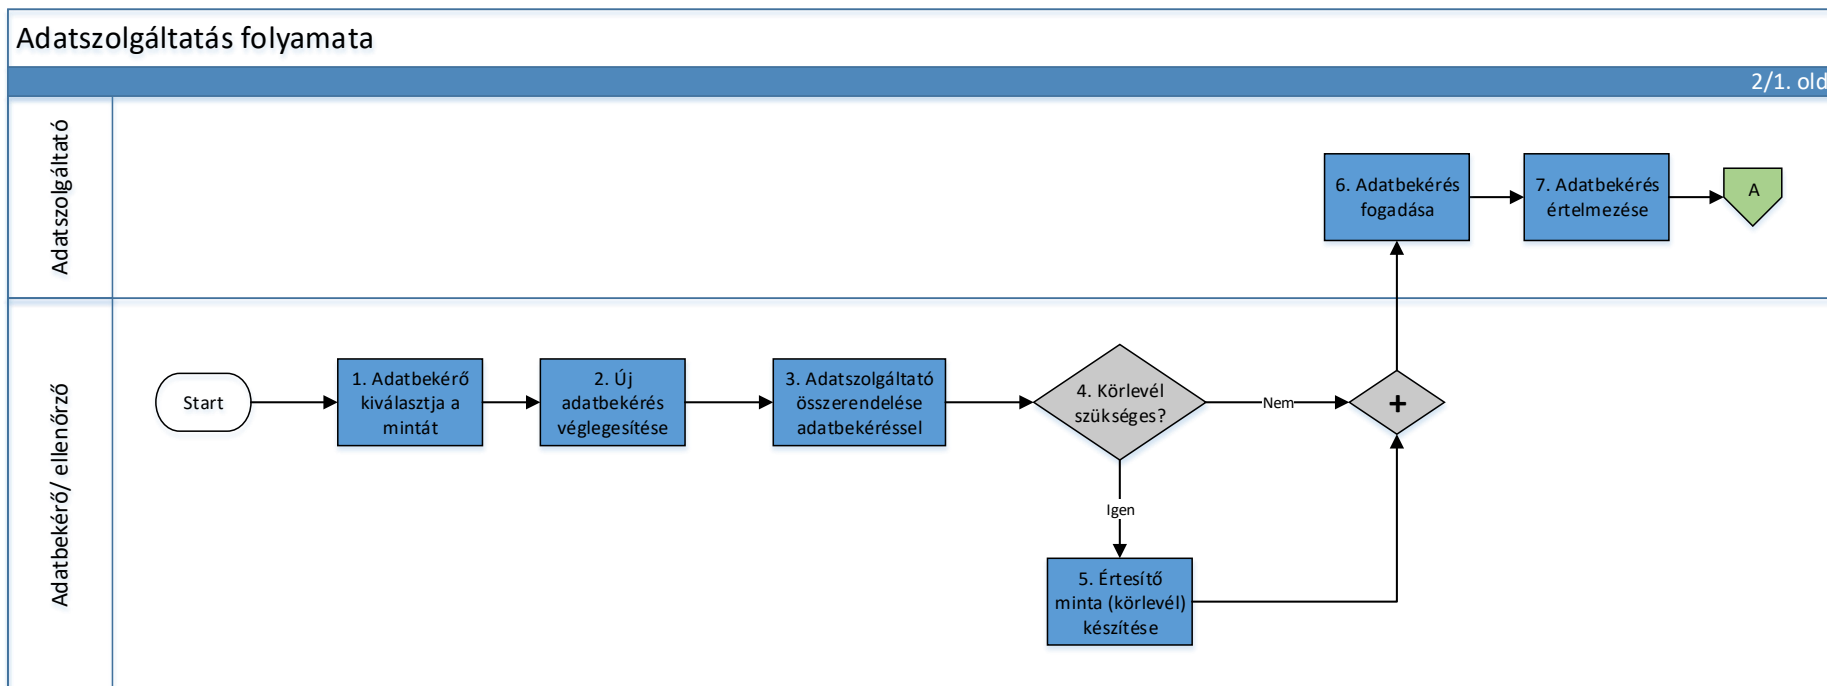 Adatszolgáltatás folyamata
2/1. old
Adatszolgáltató
6. Adatbekérés
fogadása
7. Adatbekérés
értelmezése
A
Adatbekérő/ ellenőrző
Start
1. Adatbekérő
kiválasztja a
mintát
2. Új
adatbekérés
véglegesítése
3. Adatszolgáltató
összerendelése
adatbekéréssel
4. Körlevél
szükséges?
Nem
+
Igen
5. Értesítő
minta (körlevél)
készítése